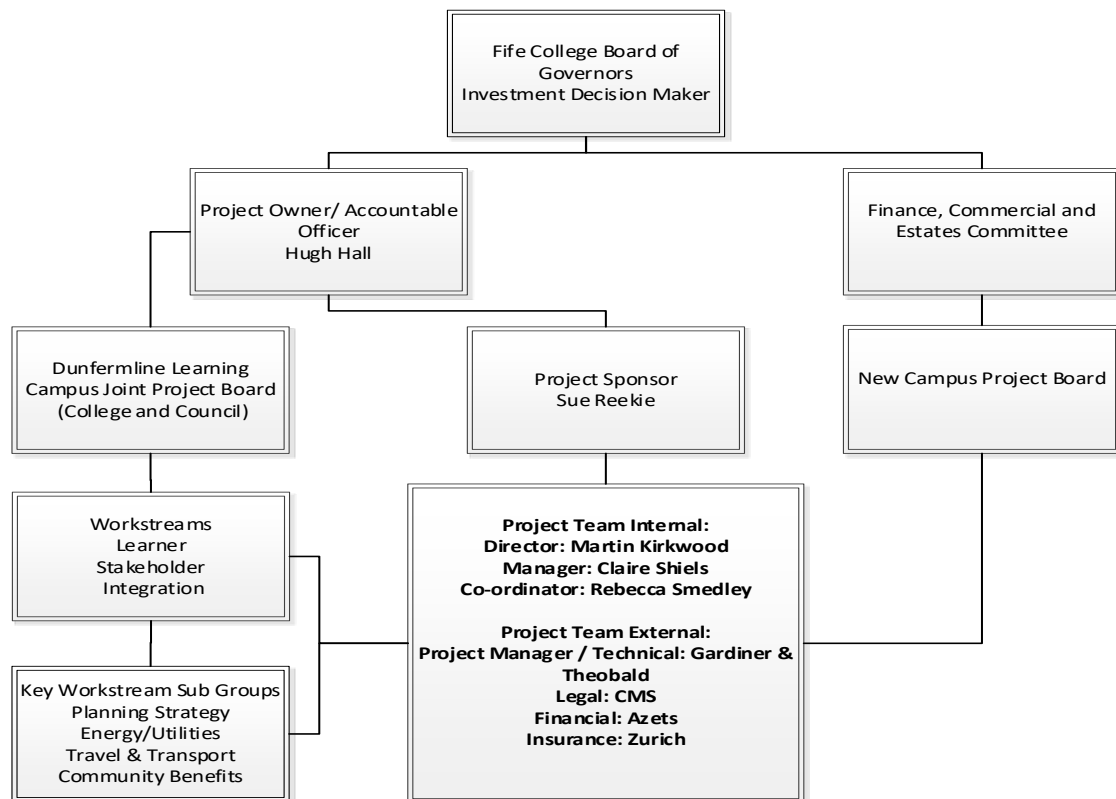 Fife College Board of
Governors
Investment Decision Maker
Project Owner/ Accountable
Officer
Hugh Hall
Finance, Commercial and
Estates Committee
Dunfermline Learning
Campus Joint Project Board
(College and Council)
Project Sponsor
Sue Reekie
New Campus Project Board
Workstreams
Learner
Stakeholder
Integration
Project Team Internal:
Director: Martin Kirkwood
Manager: Claire Shiels
Co-ordinator: Rebecca Smedley
Project Team External:
Project Manager / Technical: Gardiner &
Theobald
Legal: CMS
Financial: Azets
Insurance: Zurich
Key Workstream Sub Groups
Planning Strategy
Energy/Utilities
Travel & Transport
Community Benefits